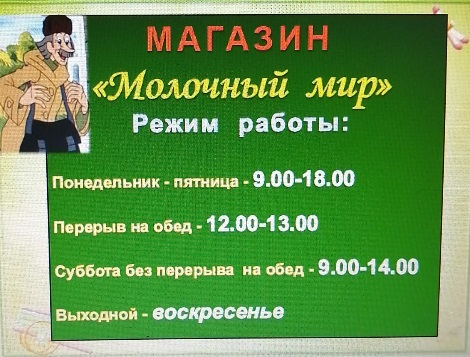 МАГАЗИН
«Молочный мир»
Режим работы:
Понедельник - пятница - 9.00-18.00
Перерыв на обед - 12.00-13.00
Суббота без перерыва на обед - 9.00-14.00
Выходной - воскресенье